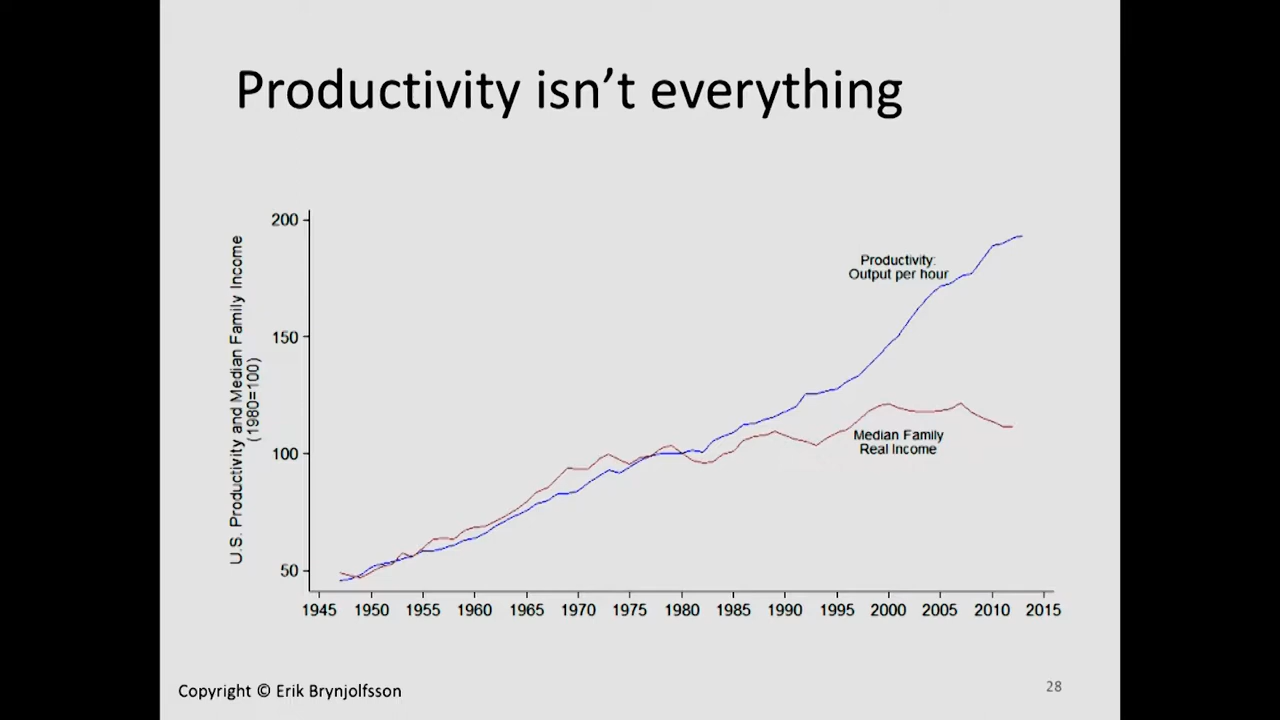 Productivity isn't everything
U.S. Productivity and Median Family Income
(1980=100)
200
150
100
50
Productivity:
Output per hour
Median Family
Real Income
1945 1950 1955 1960 1965 1970 1975 1980 1985 1990 1995 2000 2005 2010 2015
Copyright © Erik Brynjolfsson
28